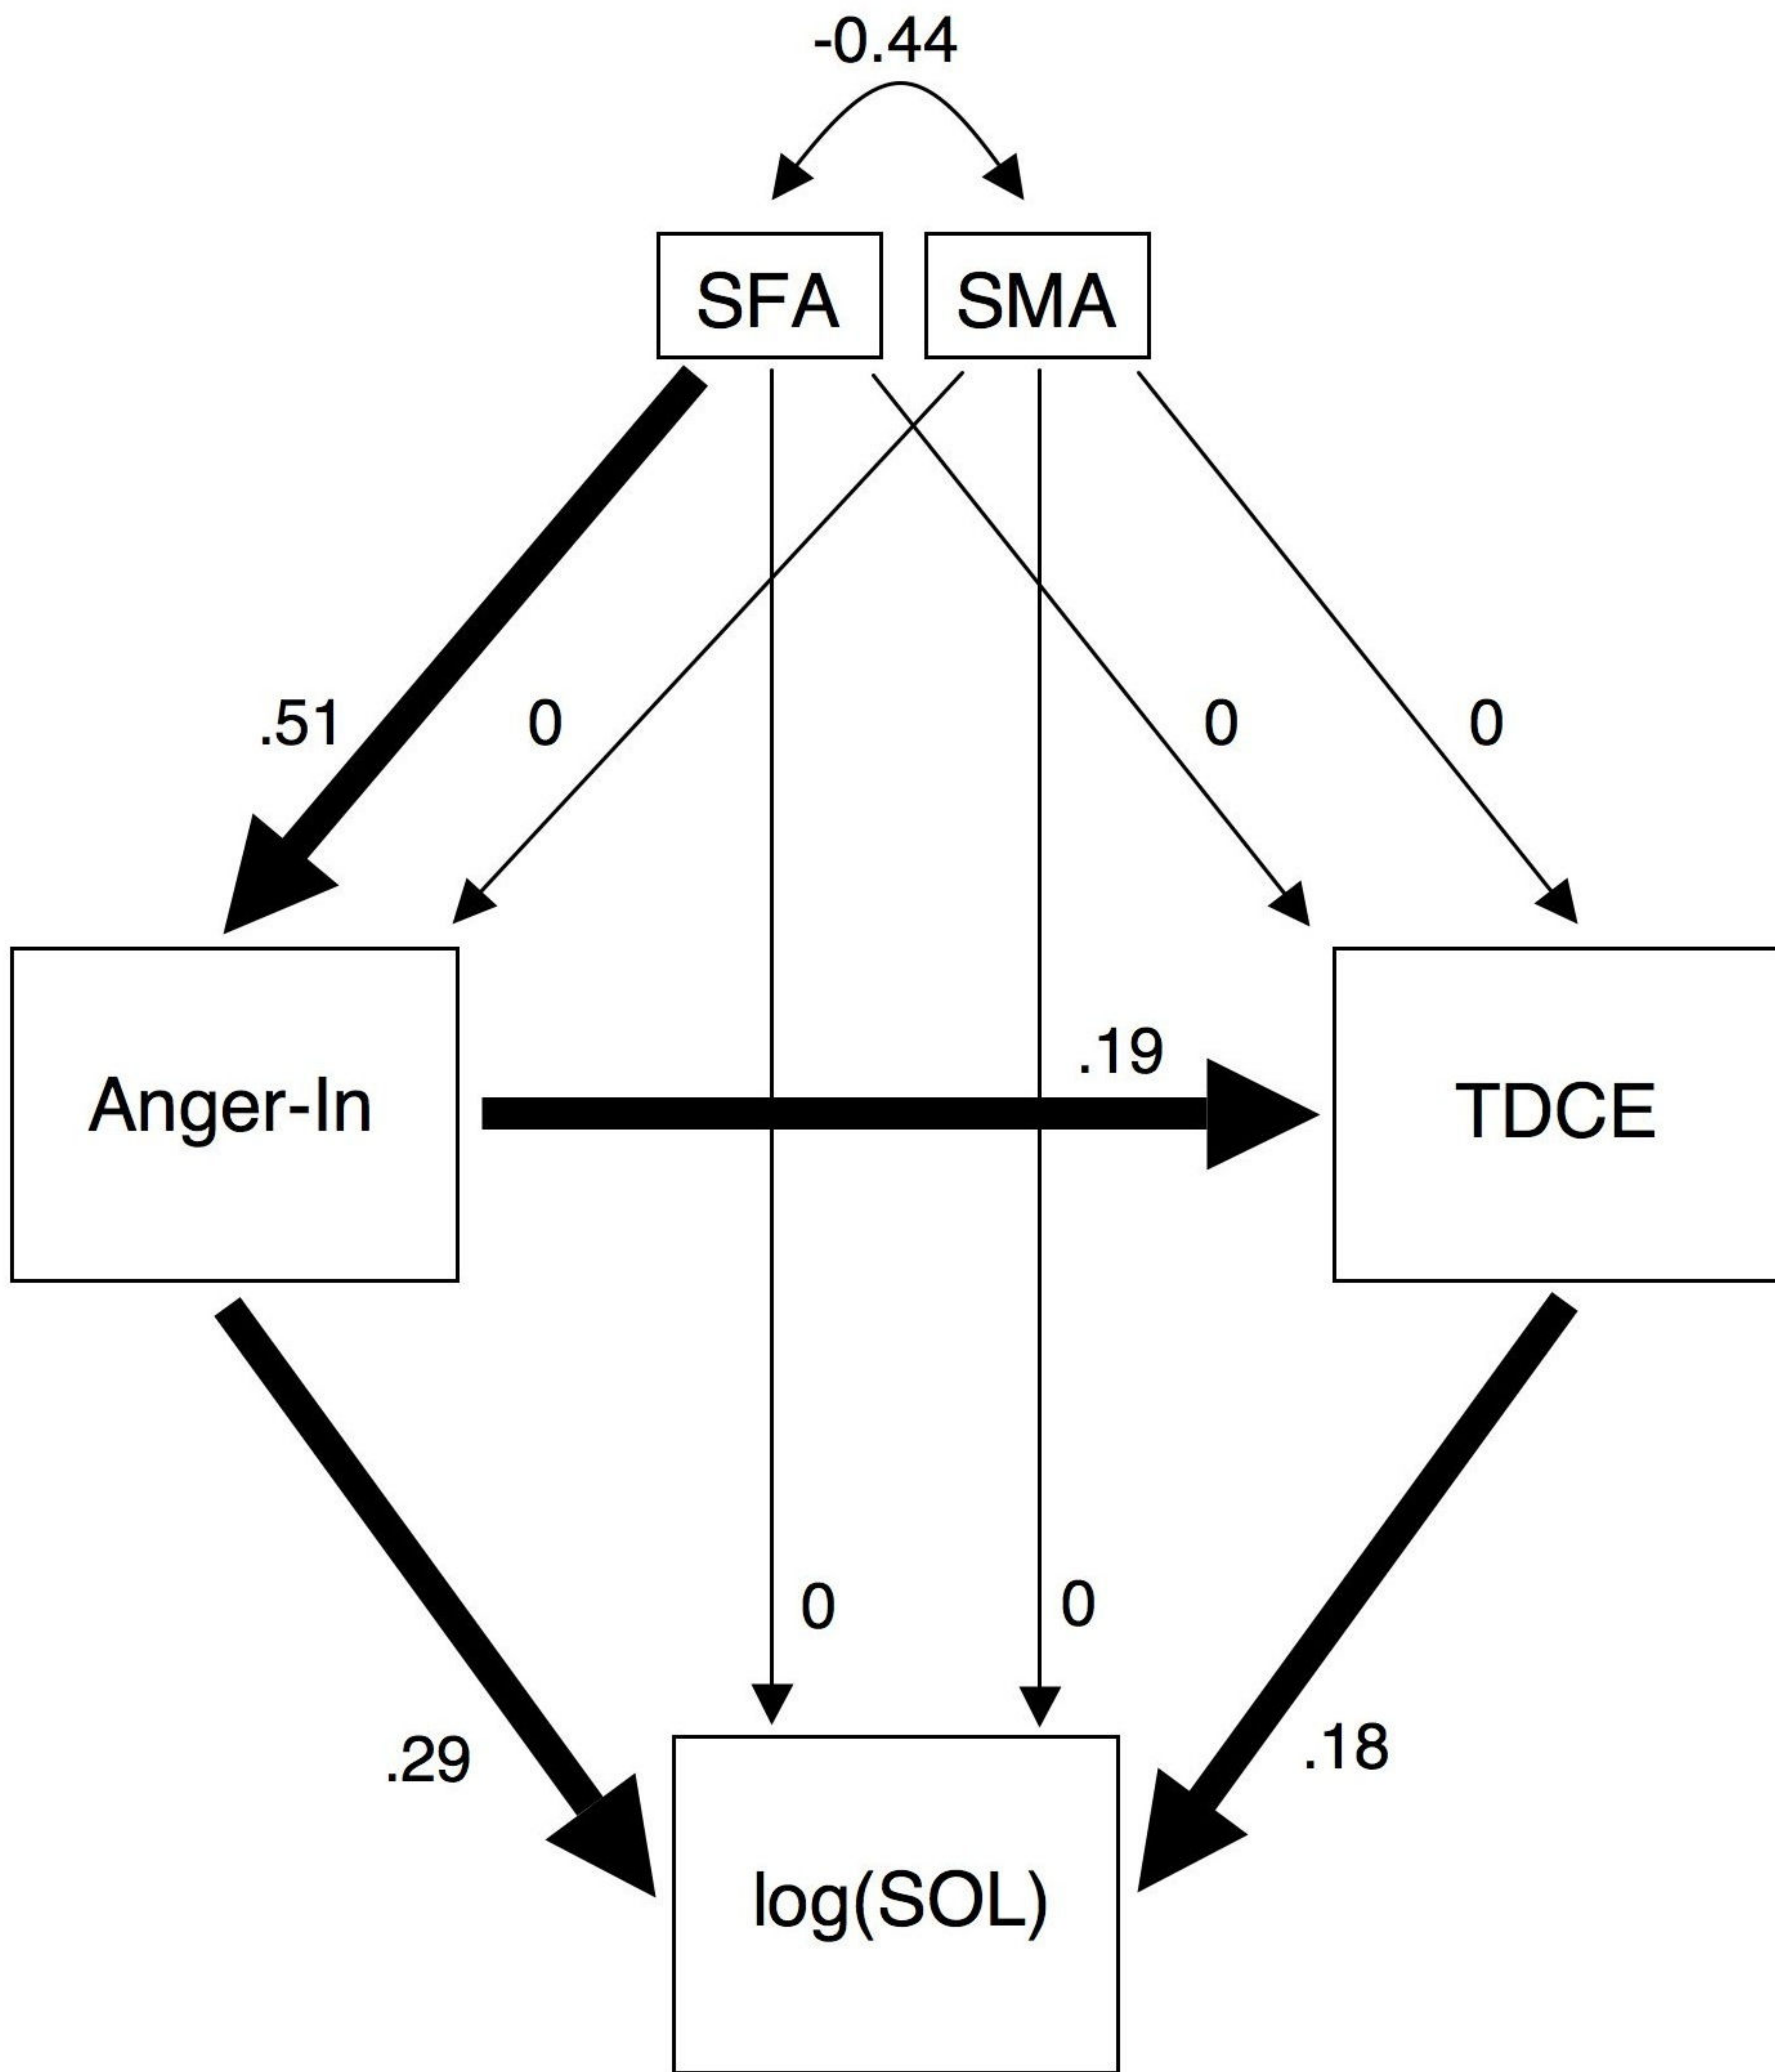 -0.44
SFA
SMA
.51
0
0
0
.19
Anger-In
TDCE
0
0
.29
.18
log(SOL)